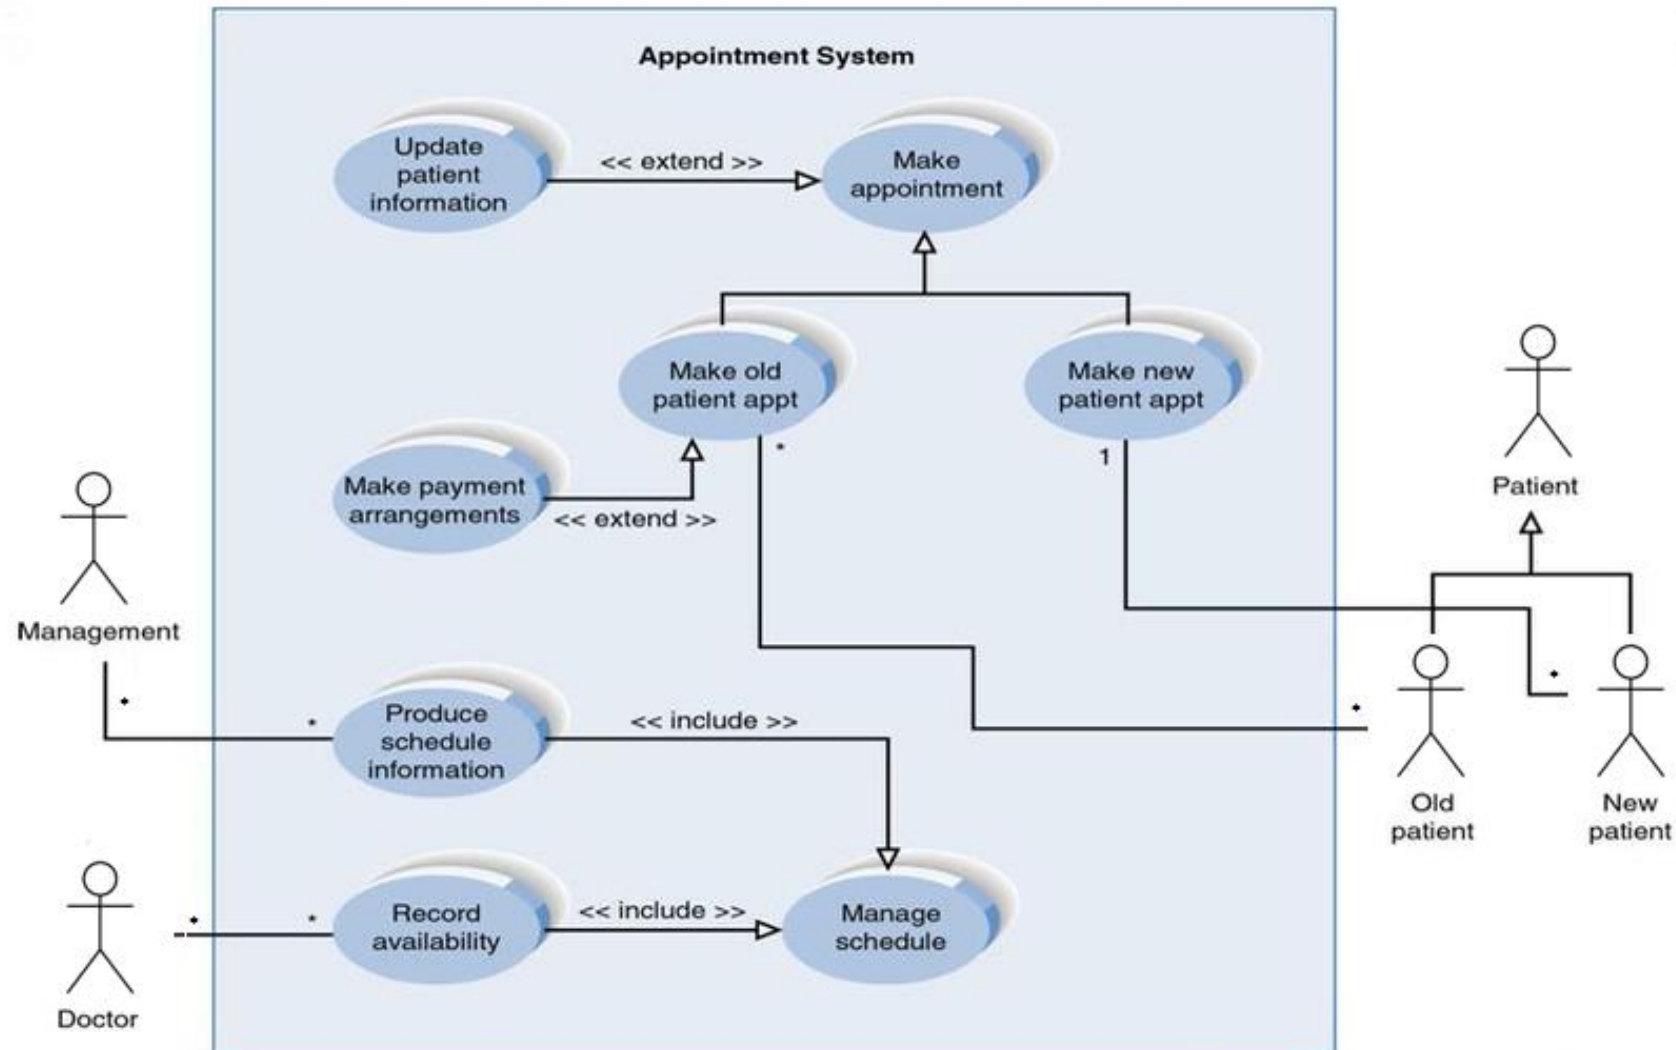 Appointment System
Update
patient
information
<< extend >>
Make
appointment
Make old
patient appt
*
Make new
patient appt
1
Make payment
arrangements
<< extend >>
Patient
Management
*
*
Produce
schedule
information
<< include >>
*
*
Old
patient
New
patient
Doctor
*
*
Record
availability
<< include >>
Manage
schedule